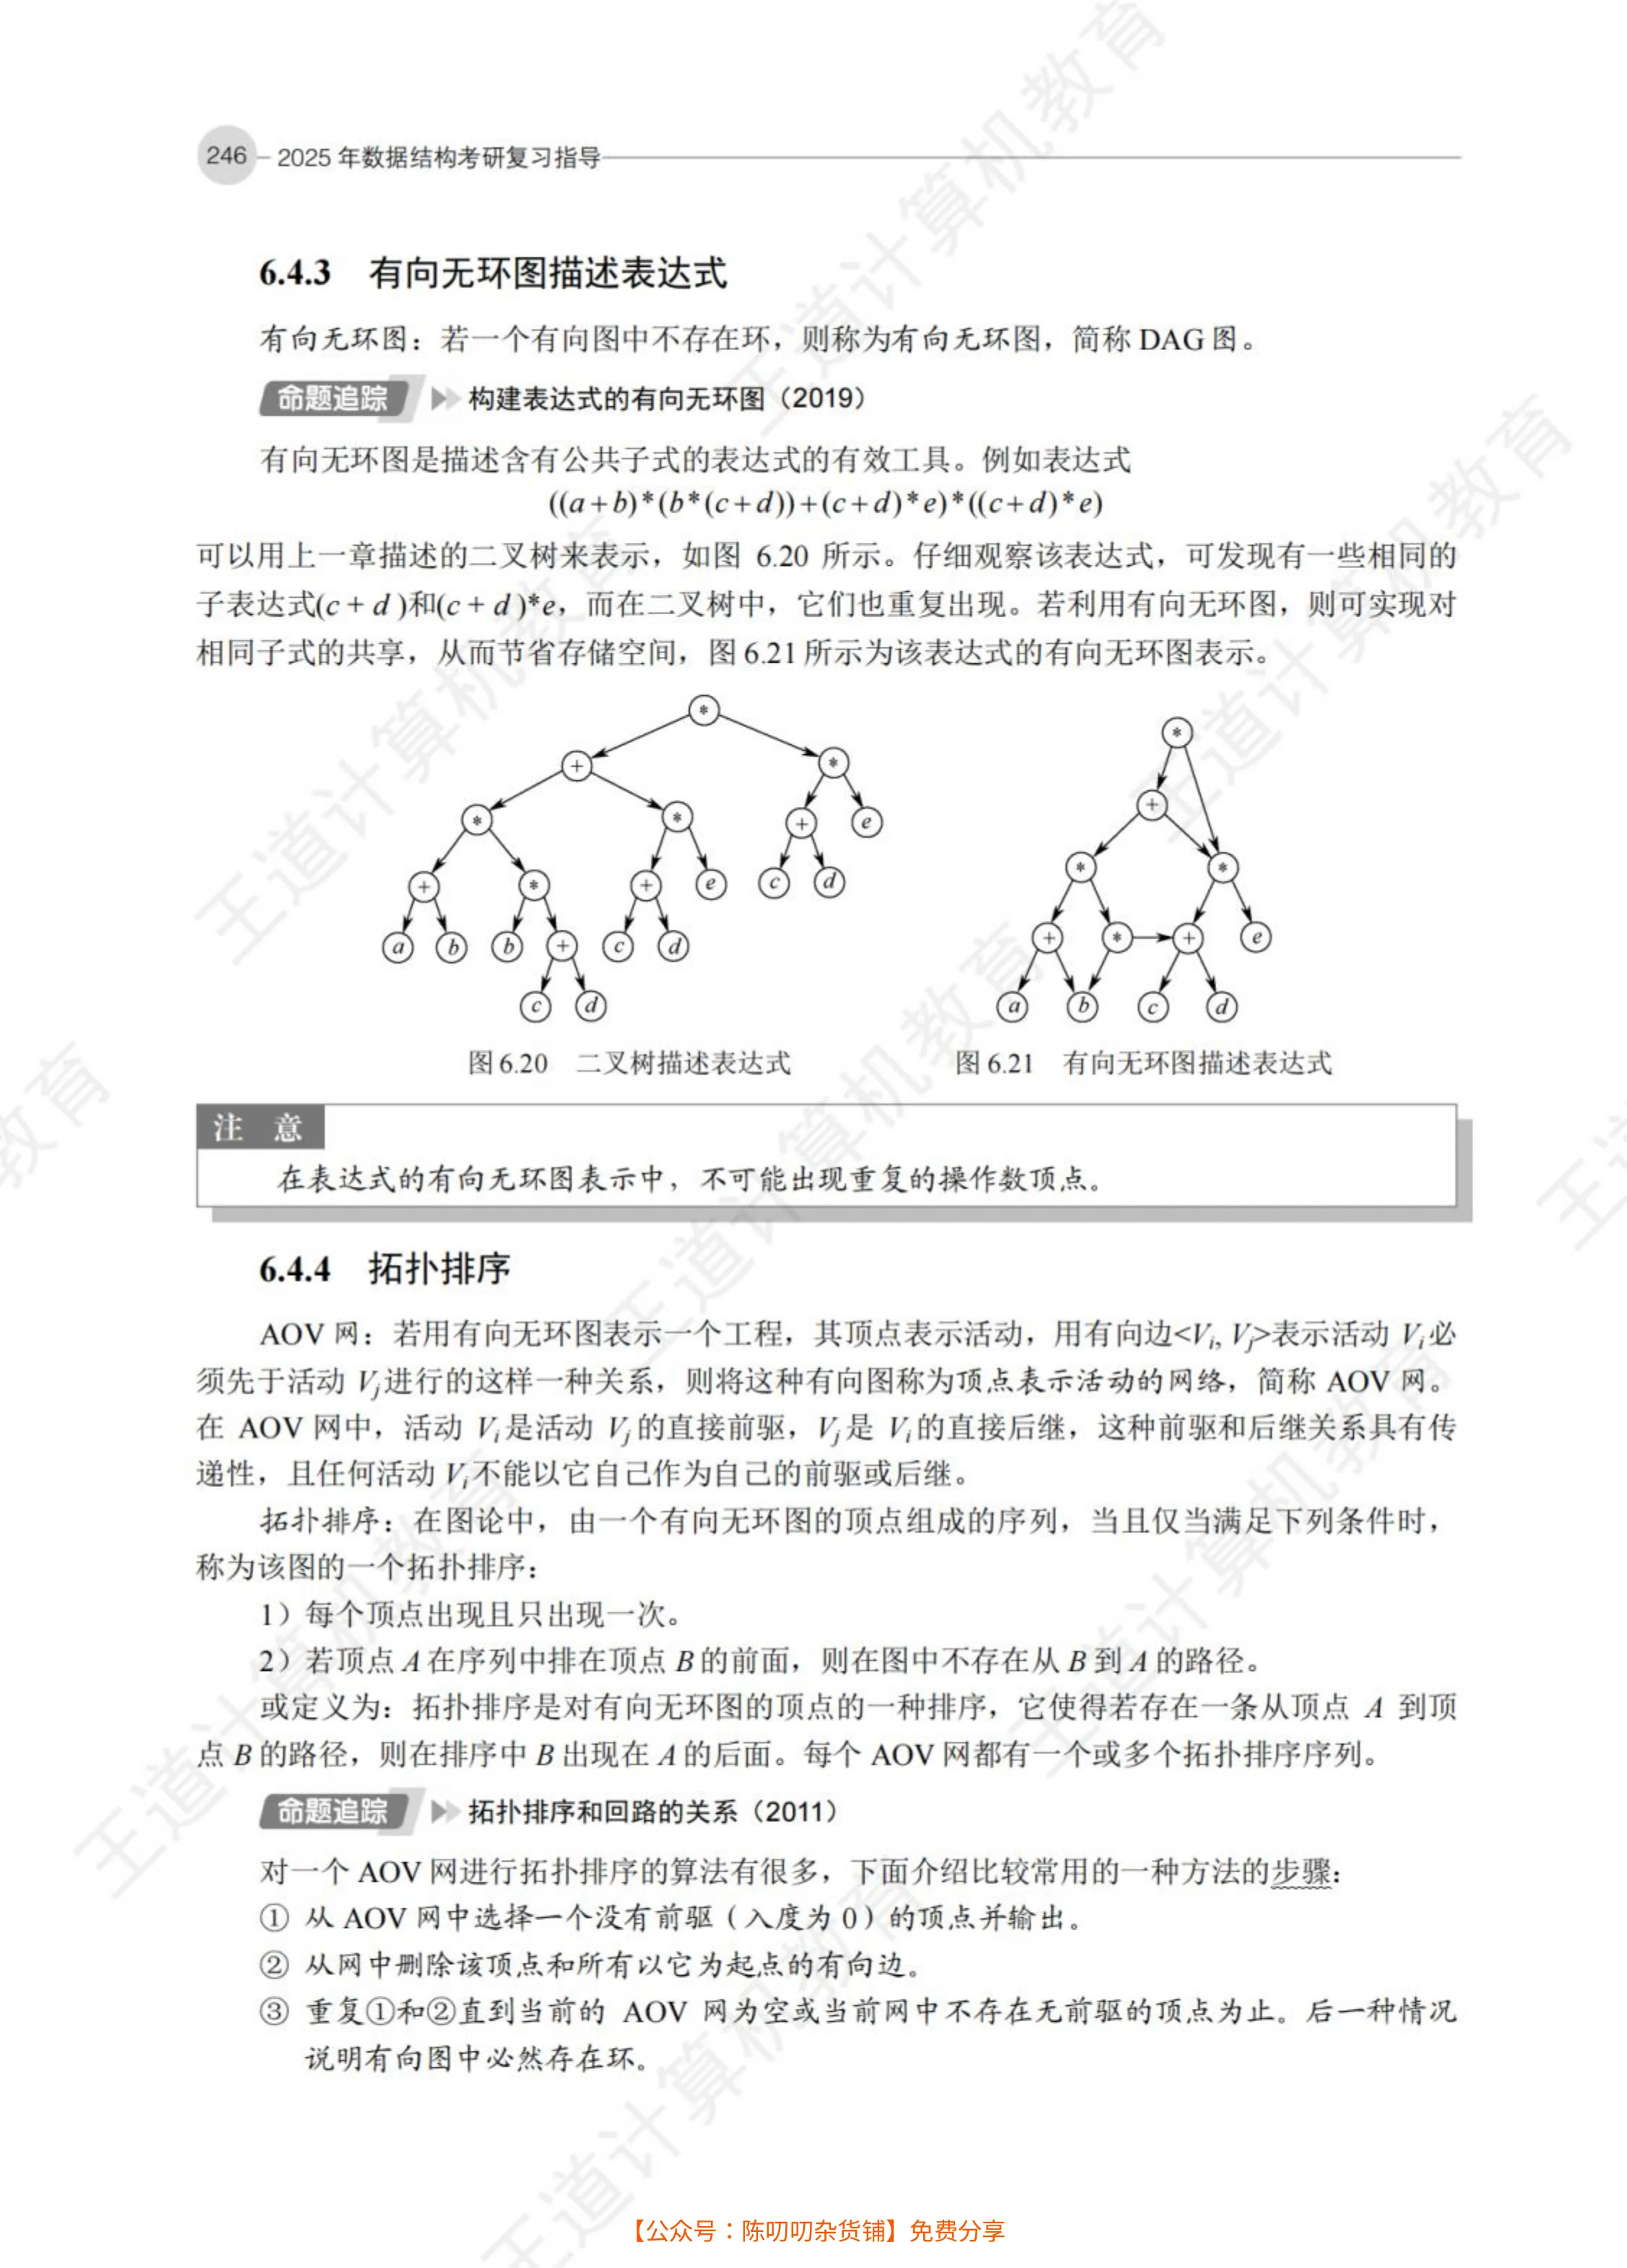 246 2025 年数据结构考研复习指导
6.4.3 有向无环图描述表达式
有向无环图：若一个有向图中不存在环，则称为有向无环图，简称 DAG 图。
命题追踪 构建表达式的有向无环图（2019）
有向无环图是描述含有公共子式的表达式的有效工具。例如表达式
((a+b)*(b*(c+d))+(c+d)*e)*((c+d)*e)
可以用上一章描述的二叉树来表示，如图 6.20 所示。仔细观察该表达式，可发现有一些相同的
子表达式(c + d )和(c + d )*e，而在二叉树中，它们也重复出现。若利用有向无环图，则可实现对
相同子式的共享，从而节省存储空间，图 6.21 所示为该表达式的有向无环图表示。
*
+ *
* * + e
+ * + e c d
a b b + c d
c d
*
+
* *
+ * + e
a b c d
图 6.20 二叉树描述表达式
图 6.21 有向无环图描述表达式
注 意
在表达式的有向无环图表示中，不可能出现重复的操作数顶点。
6.4.4 拓扑排序
AOV 网：若用有向无环图表示一个工程，其顶点表示活动，用有向边<Vi, Vj>表示活动 Vi必
须先于活动 Vj进行的这样一种关系，则将这种有向图称为顶点表示活动的网络，简称 AOV 网。
在 AOV 网中，活动 Vi是活动 Vj的直接前驱，Vj是 Vi的直接后继，这种前驱和后继关系具有传
递性，且任何活动 Vi不能以它自己作为自己的前驱或后继。
拓扑排序：在图论中，由一个有向无环图的顶点组成的序列，当且仅当满足下列条件时，
称为该图的一个拓扑排序：
1）每个顶点出现且只出现一次。
2）若顶点 A 在序列中排在顶点 B 的前面，则在图中不存在从 B 到 A 的路径。
或定义为：拓扑排序是对有向无环图的顶点的一种排序，它使得若存在一条从顶点 A 到顶
点 B 的路径，则在排序中 B 出现在 A 的后面。每个 AOV 网都有一个或多个拓扑排序序列。
命题追踪 拓扑排序和回路的关系（2011）
对一个 AOV 网进行拓扑排序的算法有很多，下面介绍比较常用的一种方法的步骤：
① 从 AOV 网中选择一个没有前驱（入度为 0）的顶点并输出。
② 从网中删除该顶点和所有以它为起点的有向边。
③ 重复①和②直到当前的 AOV 网为空或当前网中不存在无前驱的顶点为止。后一种情况
说明有向图中必然存在环。
【公众号：陈叨叨杂货铺】免费分享
王道计算机教育